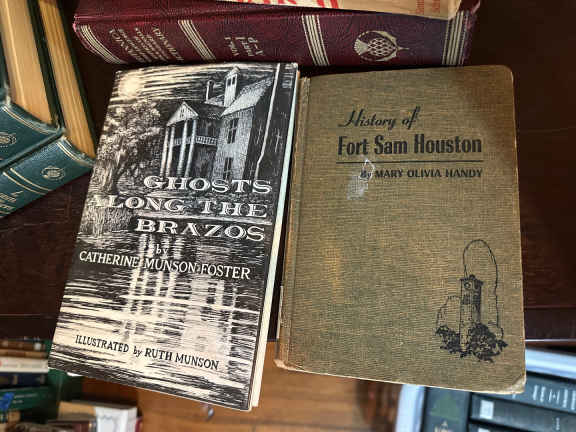 GHOSTS
ALONG THE
BRAZOS
by
CATHERINE MUNSON FOSTER
ILLUSTRATED by RUTH MUNSON
History of
Fort Sam Houston
By MARY OLIVIA HANDY